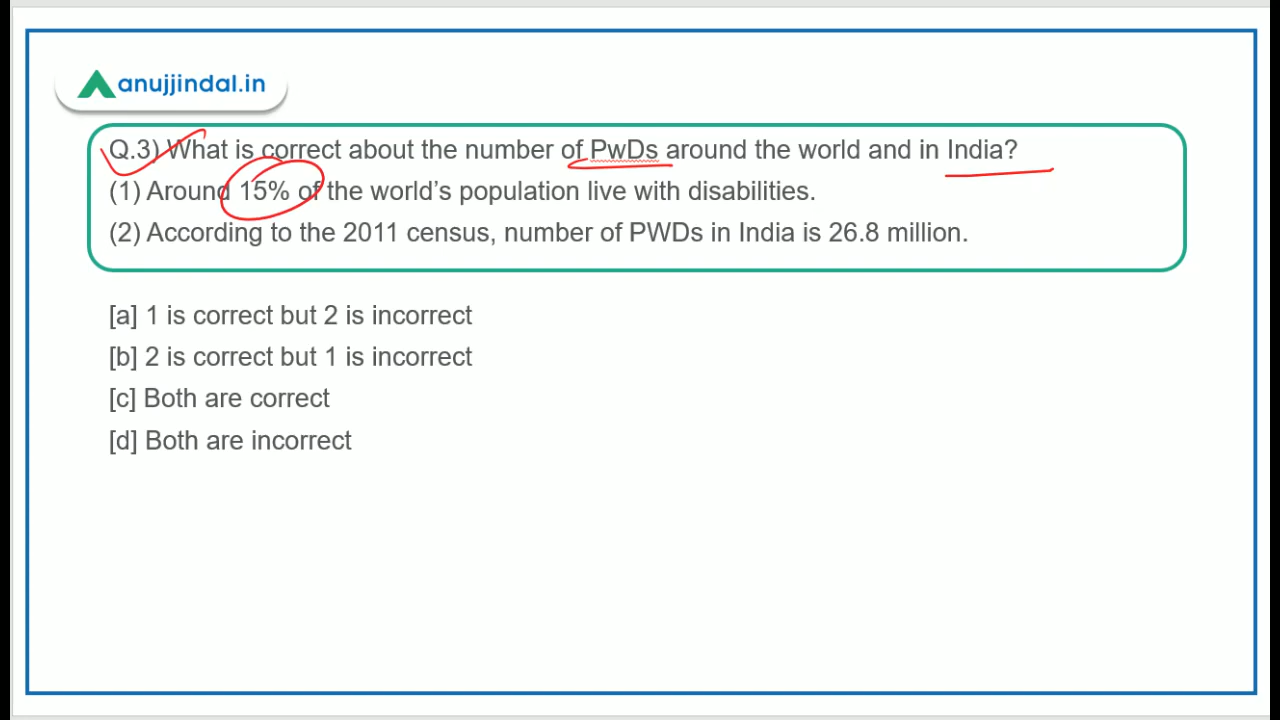 anujjindal.in
Q.3) What is correct about the number of PwDs around the world and in India?
(1) Around 15% of the world's population live with disabilities.
(2) According to the 2011 census, number of PWDs in India is 26.8 million.
[a] 1 is correct but 2 is incorrect
[b] 2 is correct but 1 is incorrect
[c] Both are correct
[d] Both are incorrect